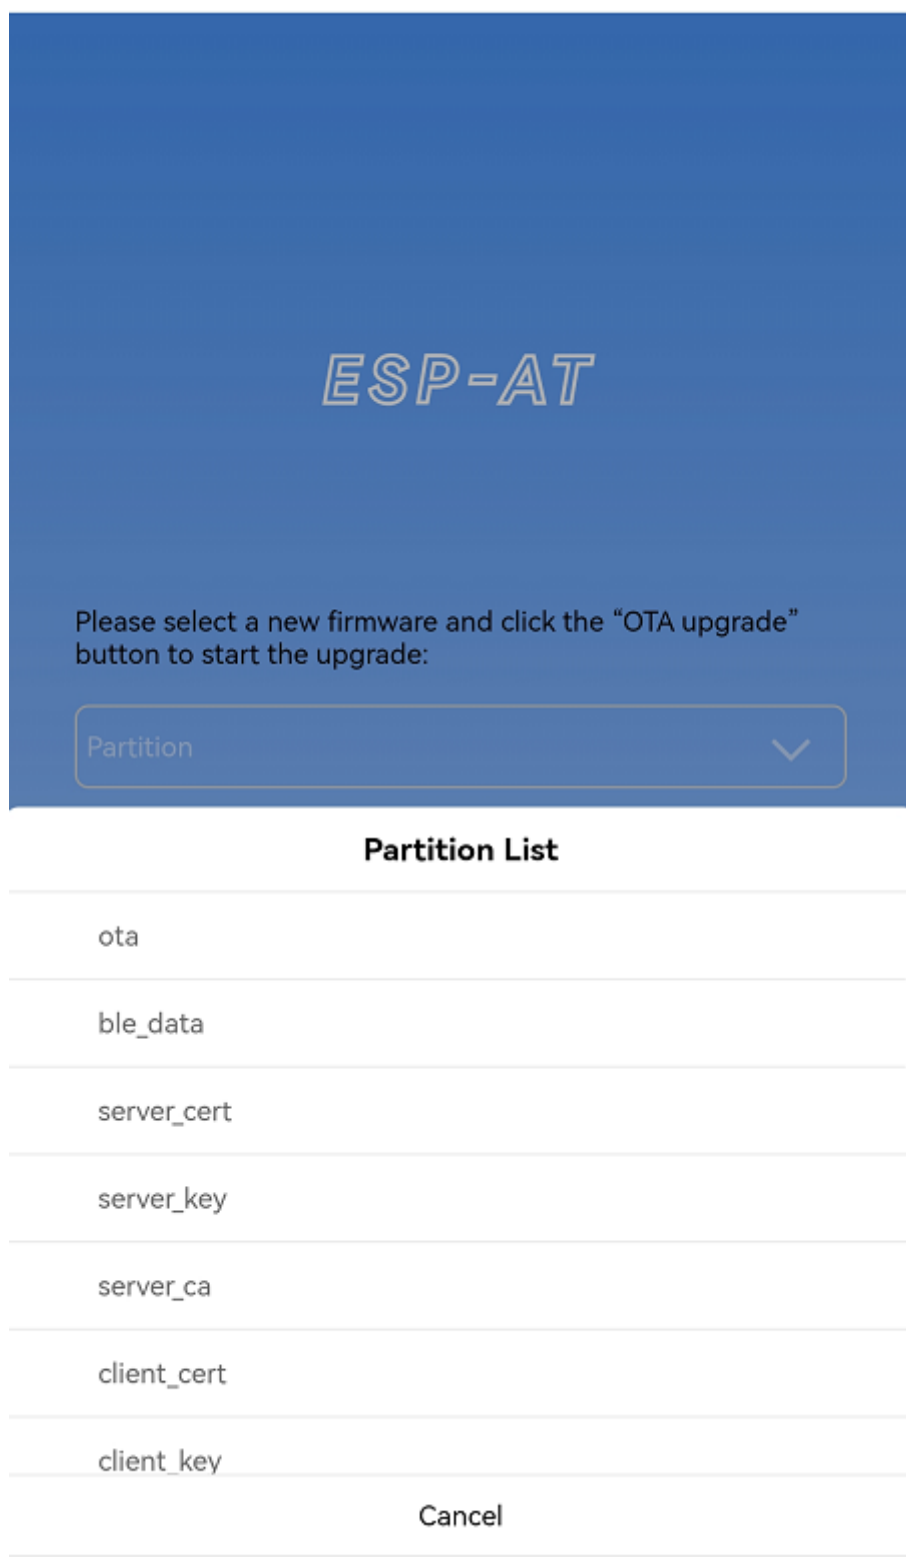 ESP-AT
Please select a new firmware and click the “OTA upgrade”
button to start the upgrade:
Partition
Partition List
ota
ble_data
server_cert
server_key
server_ca
client_cert
client_key
Cancel